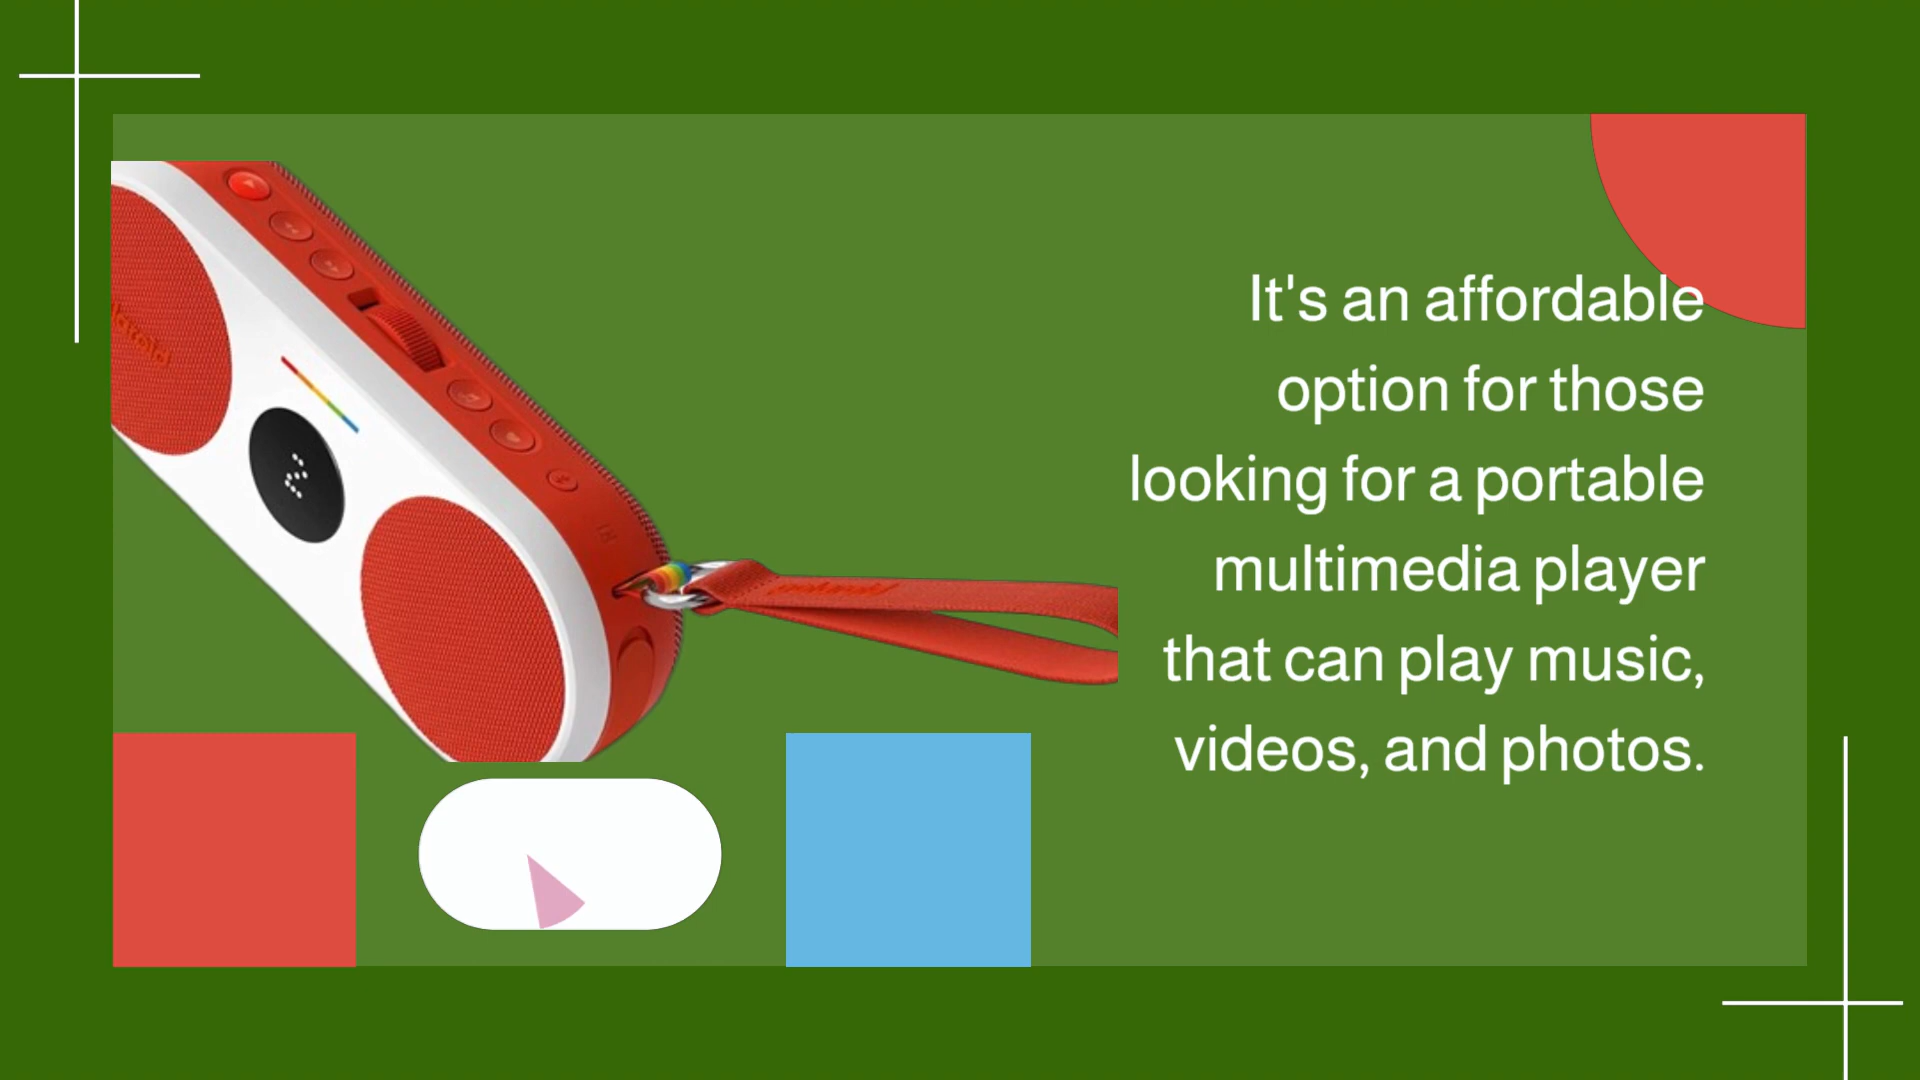 It's an affordable
option for those
looking for a portable
multimedia player
that can play music,
videos, and photos.